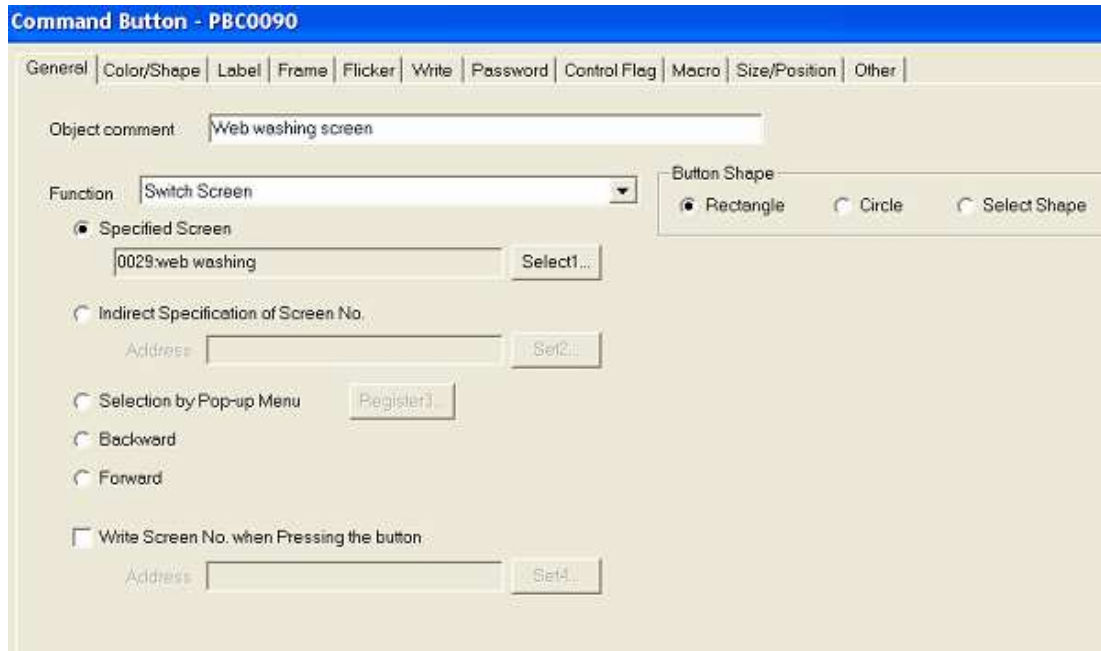 Command Button - PBC0090
General Color/Shape Label Frame Flicker Write Password Control Flag Macro Size/Position Other
Object comment Web washing screen
Function Switch Screen
Button Shape
Rectangle Circle Select Shape
Specified Screen
0029:web washing Select1...
Indirect Specification of Screen No.
Address Set2...
Selection by Pop-up Menu Register3...
Backward
Forward
Write Screen No. when Pressing the button
Address Set4...